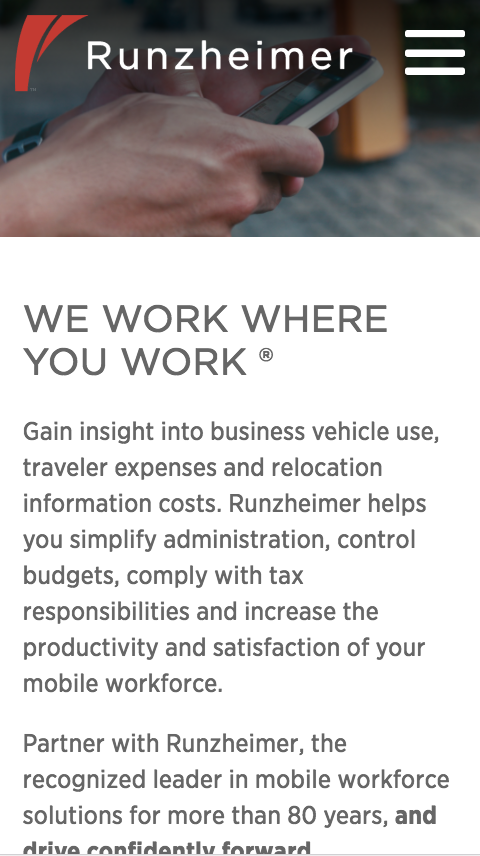 Runzheimer
TM
WE WORK WHERE
YOU WORK ®
Gain insight into business vehicle use,
traveler expenses and relocation
information costs. Runzheimer helps
you simplify administration, control
budgets, comply with tax
responsibilities and increase the
productivity and satisfaction of your
mobile workforce.
Partner with Runzheimer, the
recognized leader in mobile workforce
solutions for more than 80 years, and
drive confidently forward.